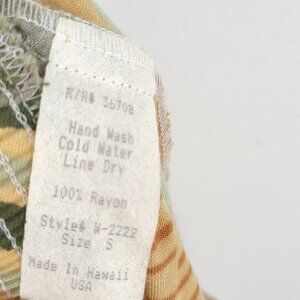 R/N# 36708
Hand Wash
Cold Water
Line Dry
100% Rayon
Style# W-2222
Size S
Made In Hawaii
USA